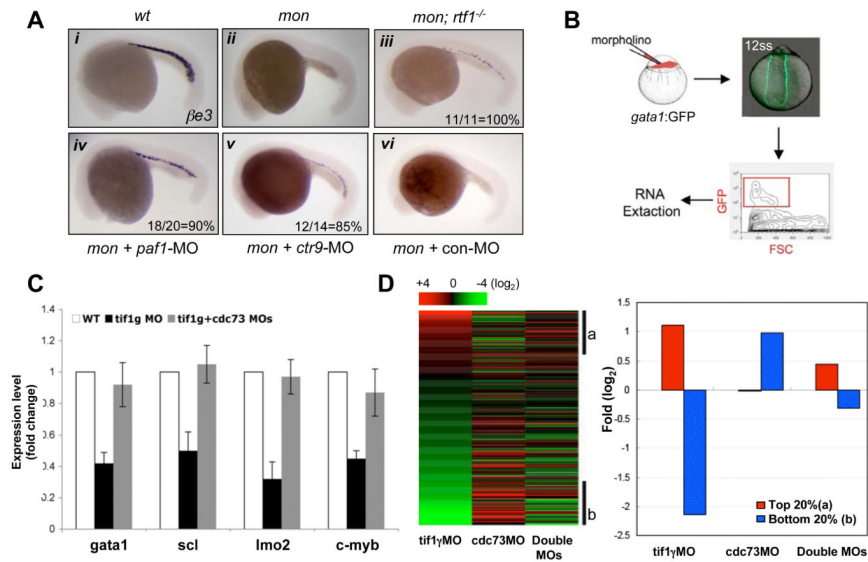 A
wt
mon
mon; rtf1-/-
i
βe3
ii
iii
11/11=100%
iv
18/20=90%
v
12/14=85%
vi
mon + paf1-MO
mon + ctr9-MO
mon + con-MO
B
morpholino
gata1:GFP
12ss
GFP
FSC
RNA
Extaction
C
WT
tif1g MO
tif1g+cdc73 MOs
Expression level
(fold change)
1.4
1.2
1
0.8
0.6
0.4
0.2
0
gata1
scl
lmo2
c-myb
D
+4 0 -4 (log2)
a
b
tif1γMO
cdc73MO
Double
MOs
Fold (log2)
1.5
1
0.5
0
-0.5
-1
-1.5
-2
-2.5
Top 20%(a)
Bottom 20% (b)
tif1γMO
cdc73MO
Double MOs